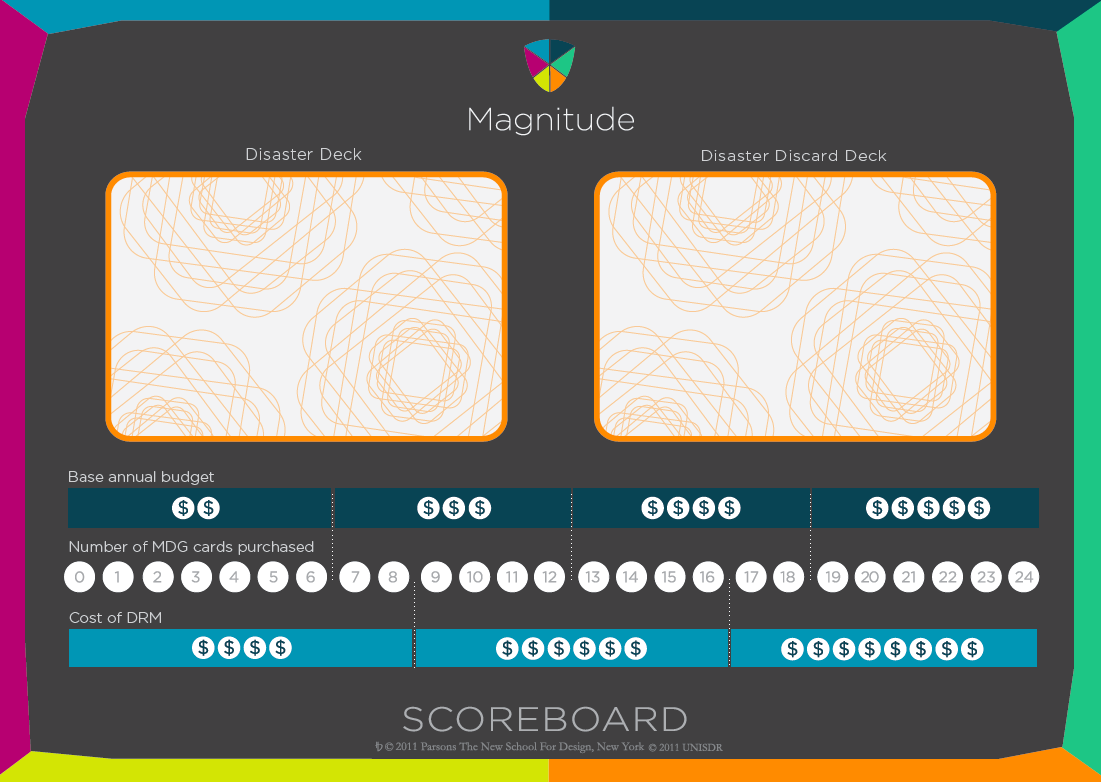 Magnitude
Disaster Deck
Disaster Discard Deck
Base annual budget
$ $ $ $ $ $ $ $ $ $ $ $ $ $
Number of MDG cards purchased
0 1 2 3 4 5 6 7 8 9 10 11 12 13 14 15 16 17 18 19 20 21 22 23 24
Cost of DRM
$ $ $ $ $ $ $ $ $ $ $ $ $ $ $ $ $ $
SCOREBOARD
© 2011 Parsons The New School For Design, New York © 2011 UNISDR